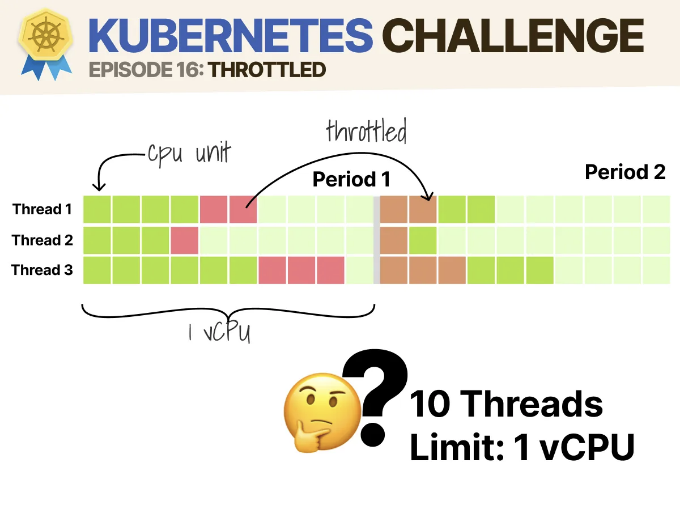 KUBERNETES CHALLENGE
EPISODE 16: THROTTLED
throttled
cpu unit
Period 1
Period 2
Thread 1
Thread 2
Thread 3
1 vCPU
?
10 Threads
Limit: 1 vCPU